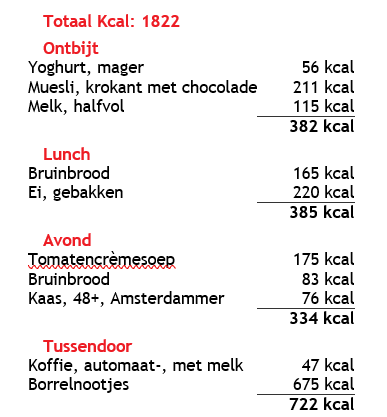 Totaal Kcal: 1822
Ontbijt
Yoghurt, mager 56 kcal
Muesli, krokant met chocolade 211 kcal
Melk, halfvol 115 kcal
382 kcal
Lunch
Bruinbrood 165 kcal
Ei, gebakken 220 kcal
385 kcal
Avond
Tomatencrèmesoep 175 kcal
Bruinbrood 83 kcal
Kaas, 48+, Amsterdammer 76 kcal
334 kcal
Tussendoor
Koffie, automaat-, met melk 47 kcal
Borrelnootjes 675 kcal
722 kcal